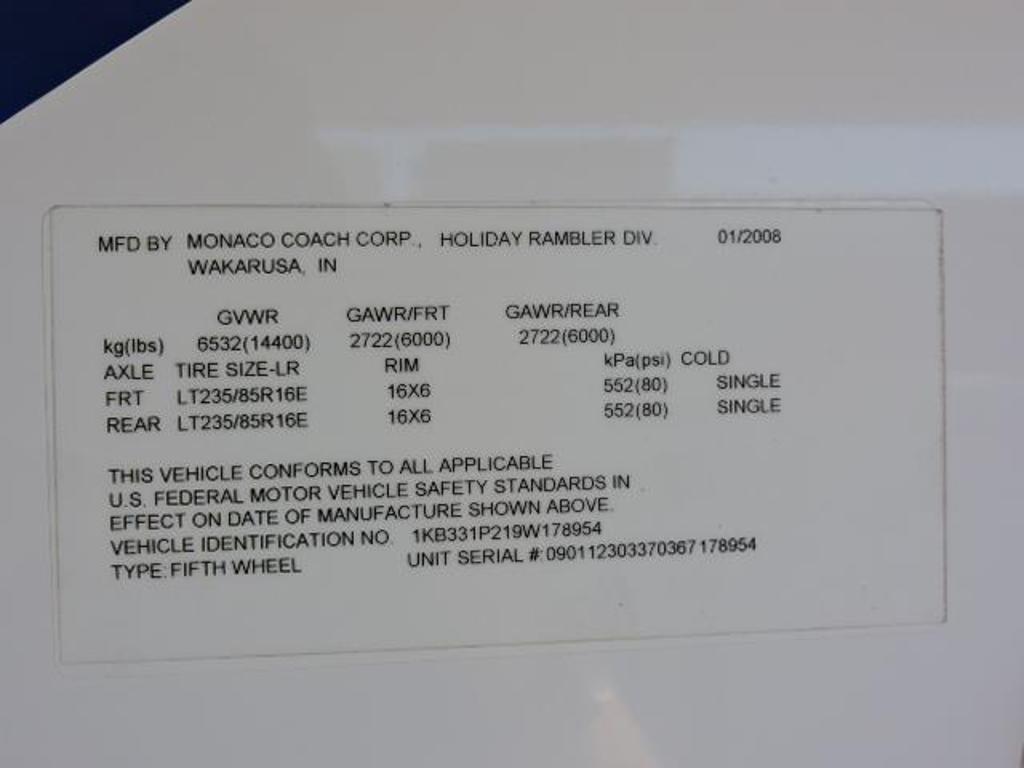 MFD BY MONACO COACH CORP., HOLIDAY RAMBLER DIV. 01/2008
WAKARUSA, IN
GVWR GAWR/FRT GAWR/REAR
kg(lbs) 6532(14400) 2722(6000) 2722(6000)
AXLE TIRE SIZE-LR RIM kPa(psi) COLD
FRT LT235/85R16E 16X6 552(80) SINGLE
REAR LT235/85R16E 16X6 552(80) SINGLE
THIS VEHICLE CONFORMS TO ALL APPLICABLE
U.S. FEDERAL MOTOR VEHICLE SAFETY STANDARDS IN
EFFECT ON DATE OF MANUFACTURE SHOWN ABOVE.
VEHICLE IDENTIFICATION NO. 1KB331P219W178954
TYPE: FIFTH WHEEL UNIT SERIAL #: 090112303370367178954